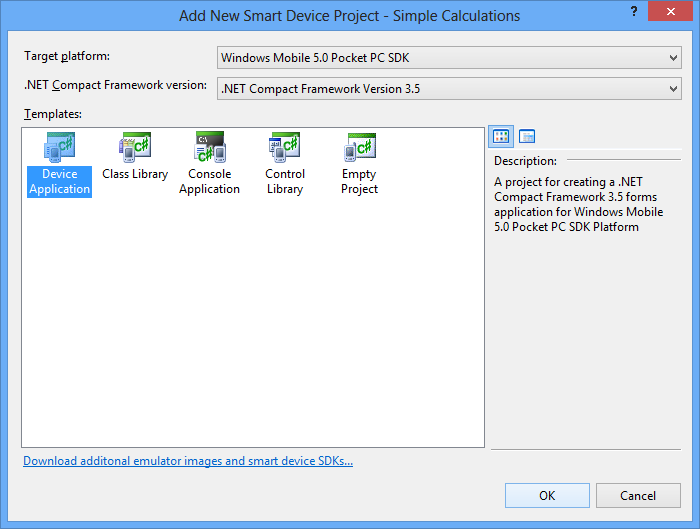 Add New Smart Device Project - Simple Calculations
?
Target platform:
Windows Mobile 5.0 Pocket PC SDK
.NET Compact Framework version:
.NET Compact Framework Version 3.5
Templates:
Device
Application
Class Library
Console
Application
Control
Library
Empty
Project
Description:
A project for creating a .NET
Compact Framework 3.5 forms
application for Windows Mobile
5.0 Pocket PC SDK Platform
Download additonal emulator images and smart device SDKs...
OK
Cancel